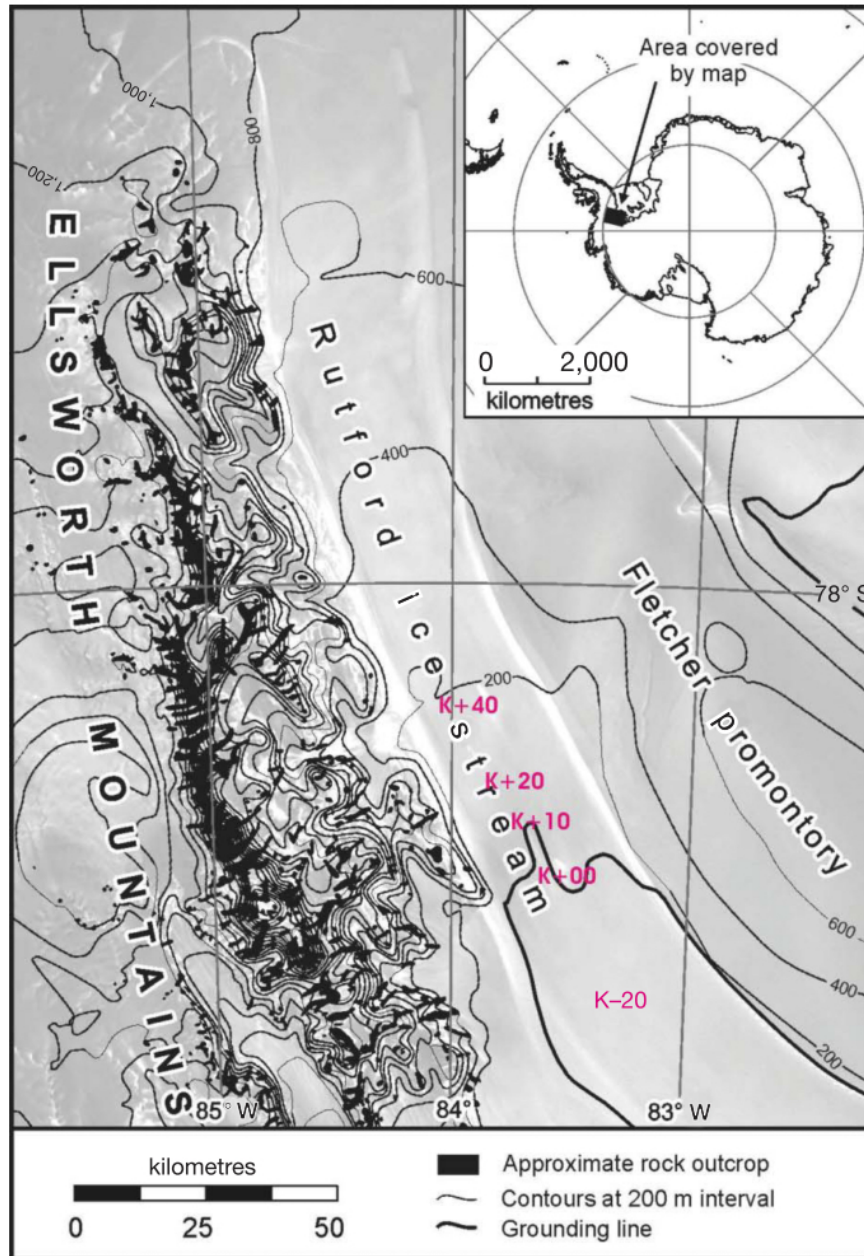 Area covered
by map
0 2,000
kilometres
1,000
800
1,200
600
400
200
ELLSWORTH
MOUNTAINS
Rutford ice stream
Fletcher promontory
78° S
K+40
K+20
K+10
K+00
K–20
600
400
200
85° W
84°
83° W
kilometres
0 25 50
Approximate rock outcrop
Contours at 200 m interval
Grounding line